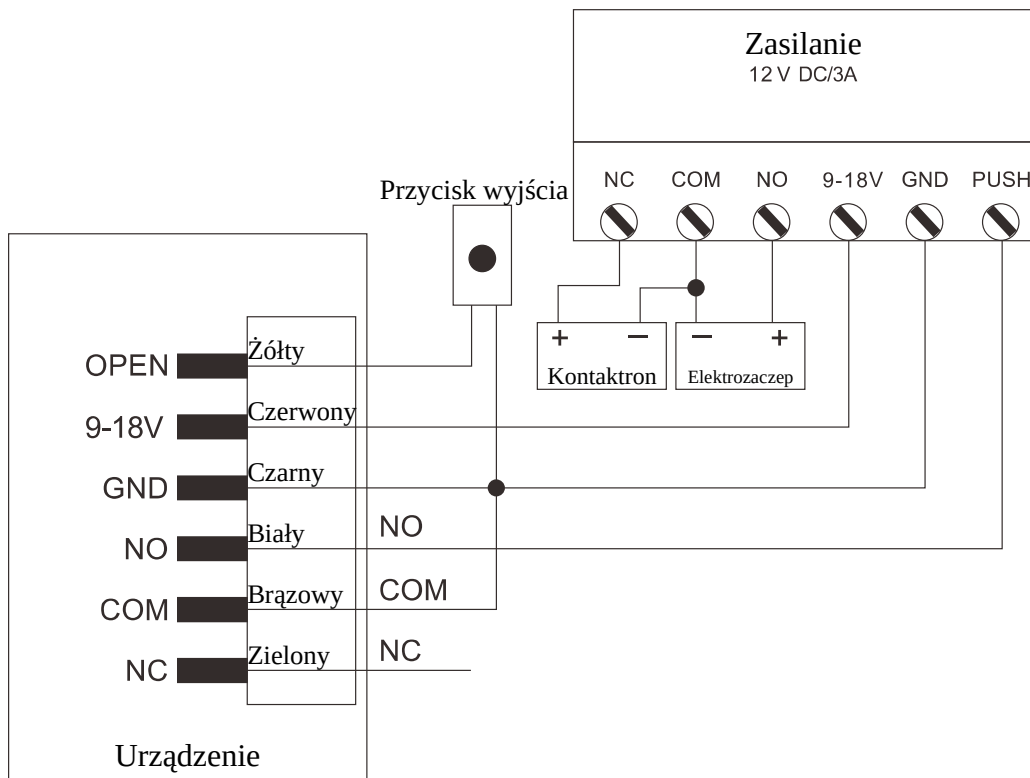 Zasilanie
12 V DC/3A
NC COM NO 9-18V GND PUSH
Przycisk wyjścia
+ − − +
Kontaktron Elektrozaczep
OPEN Żółty
9-18V Czerwony
GND Czarny
NO Biały NO
COM Brązowy COM
NC Zielony NC
Urządzenie